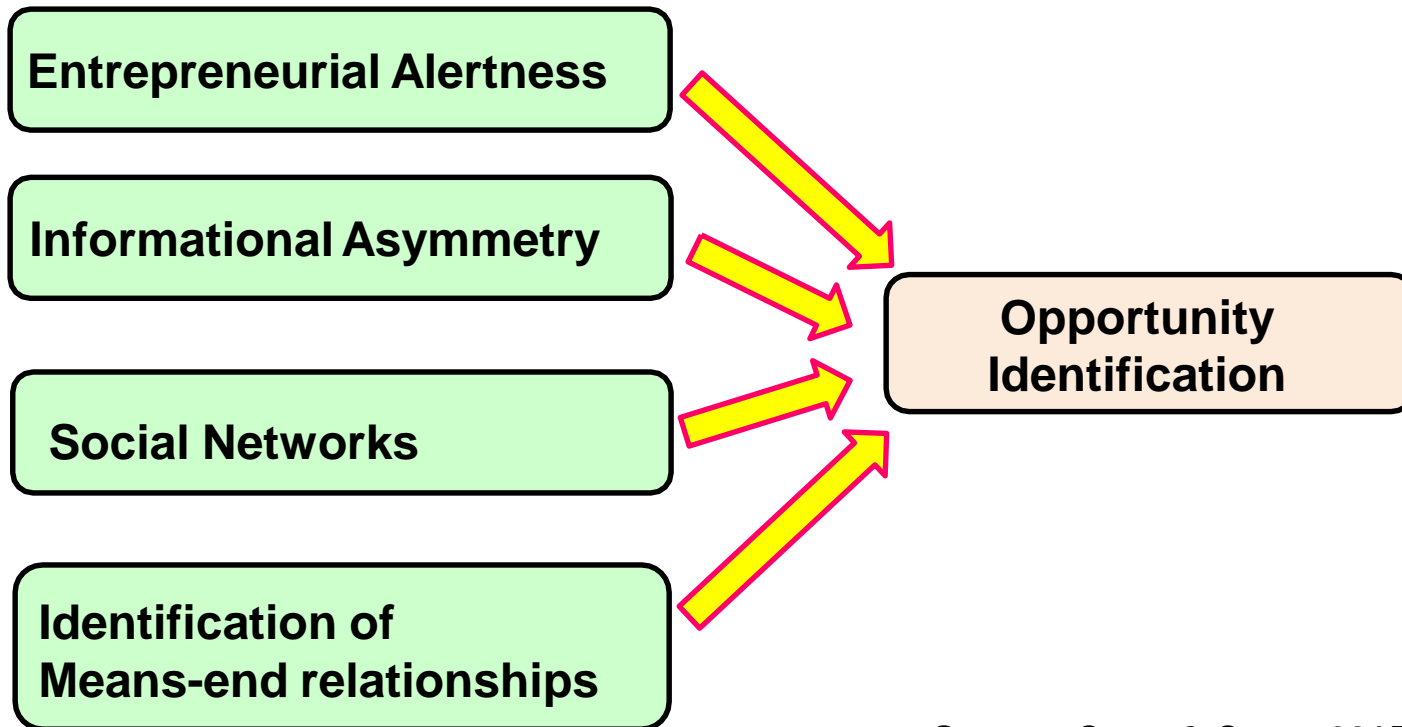 Entrepreneurial Alertness
Informational Asymmetry
Opportunity
Identification
Social Networks
Identification of
Means-end relationships